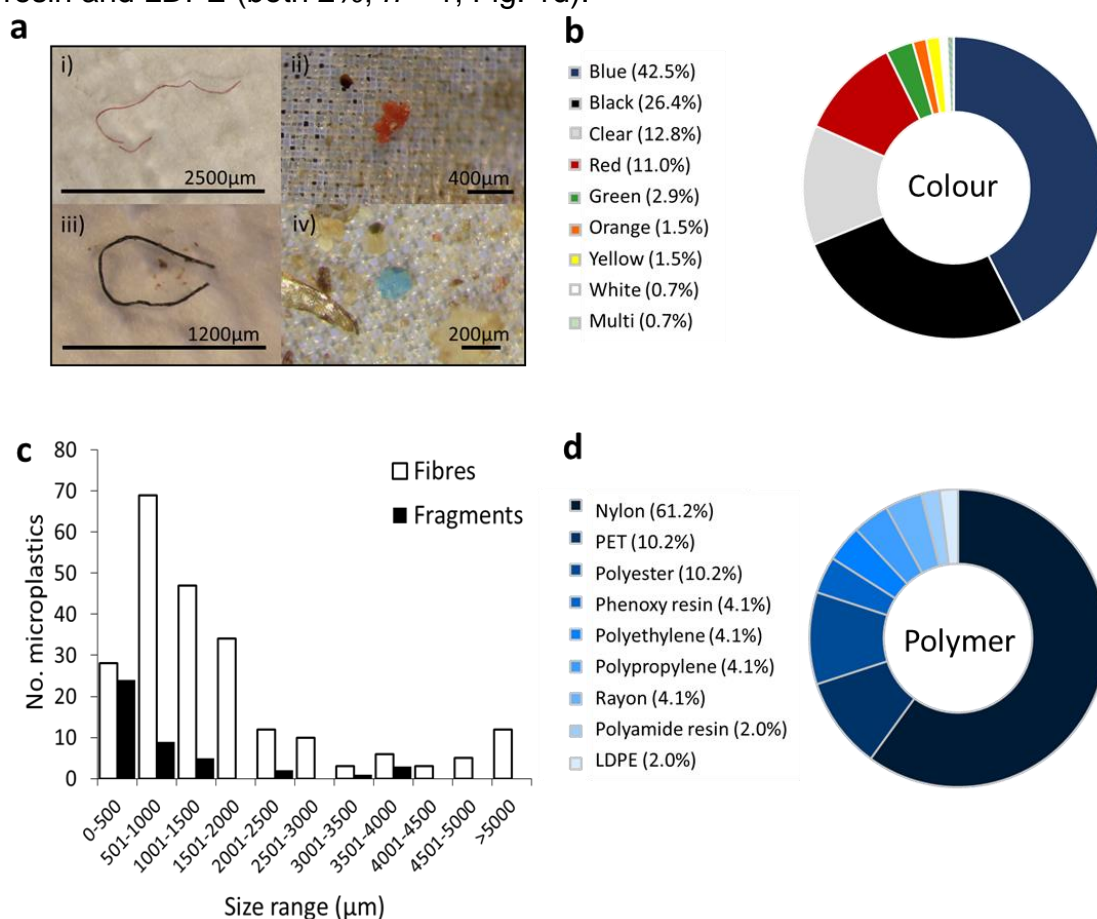 resin and LDPE (both 2%, n = 1, Fig. 1d).
a
i)
2500µm
ii)
400µm
iii)
1200µm
iv)
200µm
b
Blue (42.5%)
Black (26.4%)
Clear (12.8%)
Red (11.0%)
Green (2.9%)
Orange (1.5%)
Yellow (1.5%)
White (0.7%)
Multi (0.7%)
Colour
c
No. microplastics
80
70
60
50
40
30
20
10
0
Fibres
Fragments
0-500
501-1000
1001-1500
1501-2000
2001-2500
2501-3000
3001-3500
3501-4000
4001-4500
4501-5000
>5000
Size range (µm)
d
Nylon (61.2%)
PET (10.2%)
Polyester (10.2%)
Phenoxy resin (4.1%)
Polyethylene (4.1%)
Polypropylene (4.1%)
Rayon (4.1%)
Polyamide resin (2.0%)
LDPE (2.0%)
Polymer